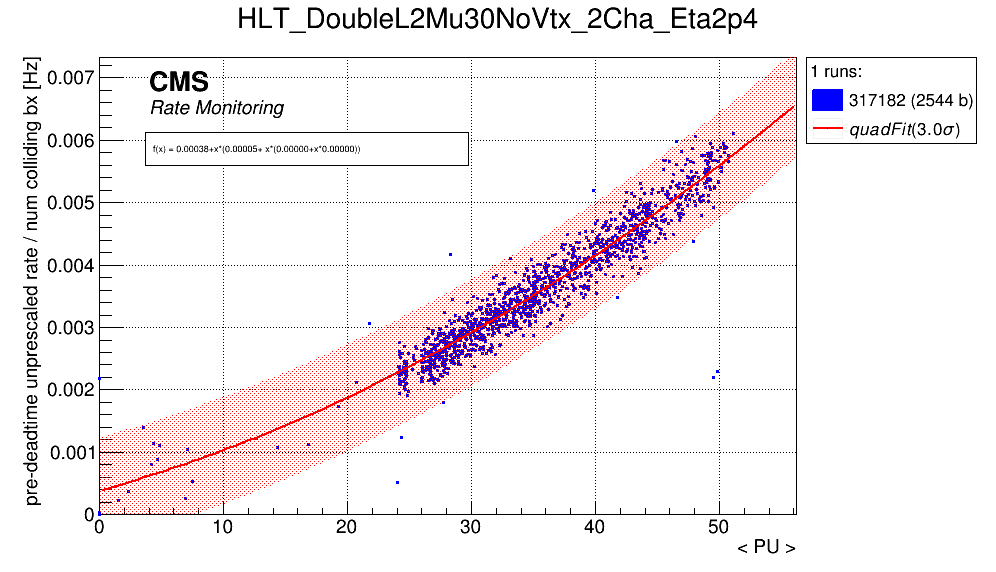 HLT_DoubleL2Mu30NoVtx_2Cha_Eta2p4
pre-deadtime unprescaled rate / num colliding bx [Hz]
0.007
0.006
0.005
0.004
0.003
0.002
0.001
0
CMS
Rate Monitoring
f(x) = 0.00038+x*(0.00005+ x*(0.00000+x*0.00000))
1 runs:
317182 (2544 b)
quadFit(3.0σ)
0 10 20 30 40 50
< PU >